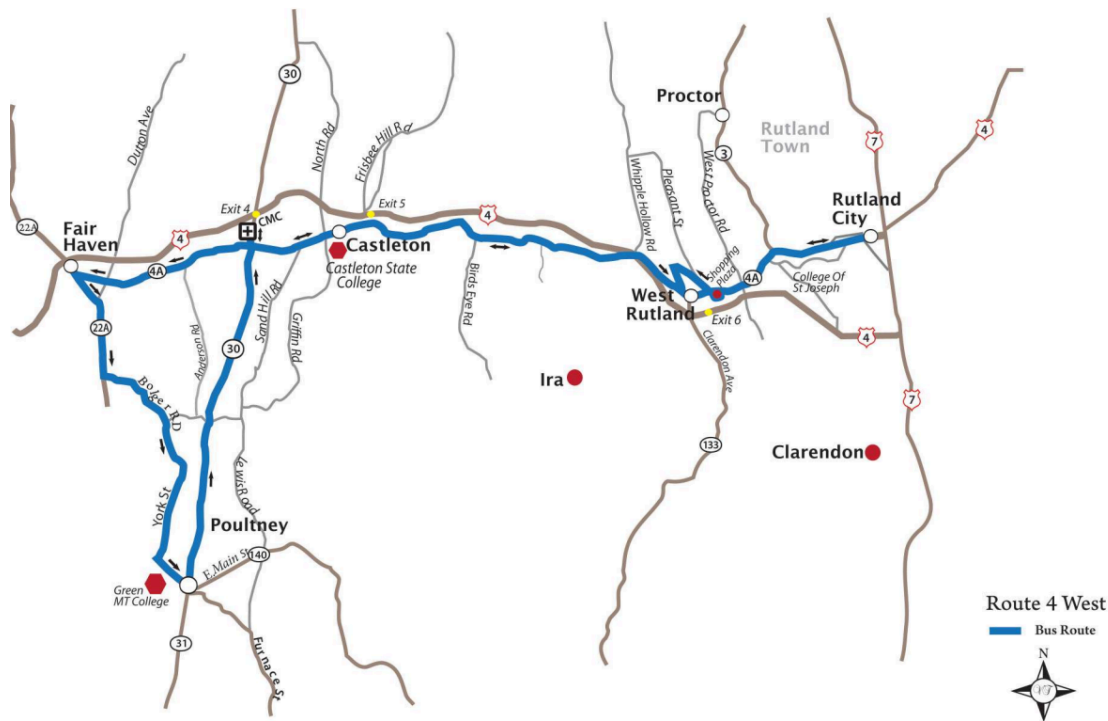 30
Proctor
Rutland
Town
4
7
3
Dutton Ave
North Rd
Frisbee Hill Rd
Whipple Hollow Rd
Pleasant St
West Proctor Rd
Exit 4
CMC
Exit 5
4
Rutland
City
22A
Fair
Haven
4
4A
Castleton
Castleton State
College
Shopping
Plaza
4A
College Of
St Joseph
West
Rutland
Exit 6
4
22A
Anderson Rd
30
Sand Hill Rd
Griffin Rd
Birds Eye Rd
Clarendon Ave
Ira
7
Bolger RD
133
Clarendon
York St
Lewis Road
Poultney
E. Main St
140
Green
MT College
31
Furnace St
Route 4 West
Bus Route
N
VT